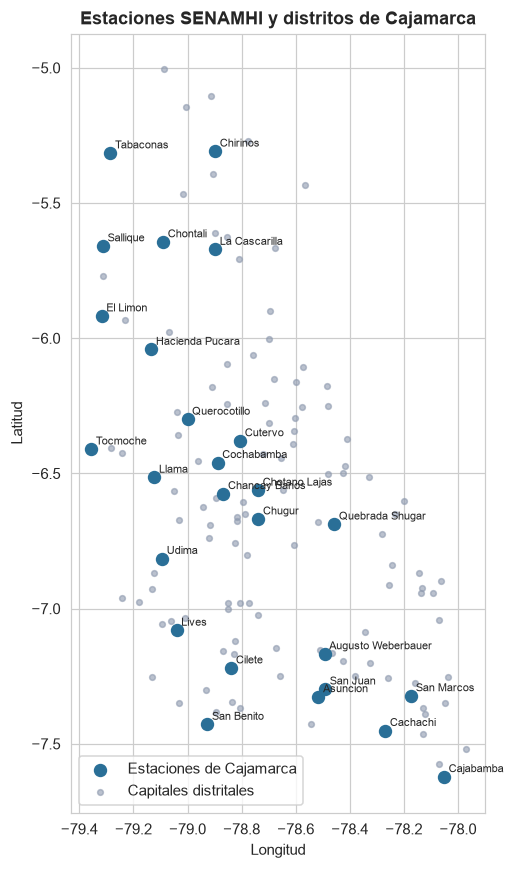 Estaciones SENAMHI y distritos de Cajamarca
−5.0
Tabaconas
Chirinos
−5.5
Sallique
Chontali
La Cascarilla
El Limon
−6.0
Hacienda Pucara
Querocotillo
Cutervo
Tocmoche
Cochabamba
−6.5
Llama
Chancay Baños
Chotano Lajas
Chugur
Quebrada Shugar
Udima
−7.0
Lives
Augusto Weberbauer
Cilete
San Juan
Asuncion
San Marcos
San Benito
Cachachi
−7.5
Cajabamba
Estaciones de Cajamarca
Capitales distritales
−79.4 −79.2 −79.0 −78.8 −78.6 −78.4 −78.2 −78.0
Longitud
Latitud